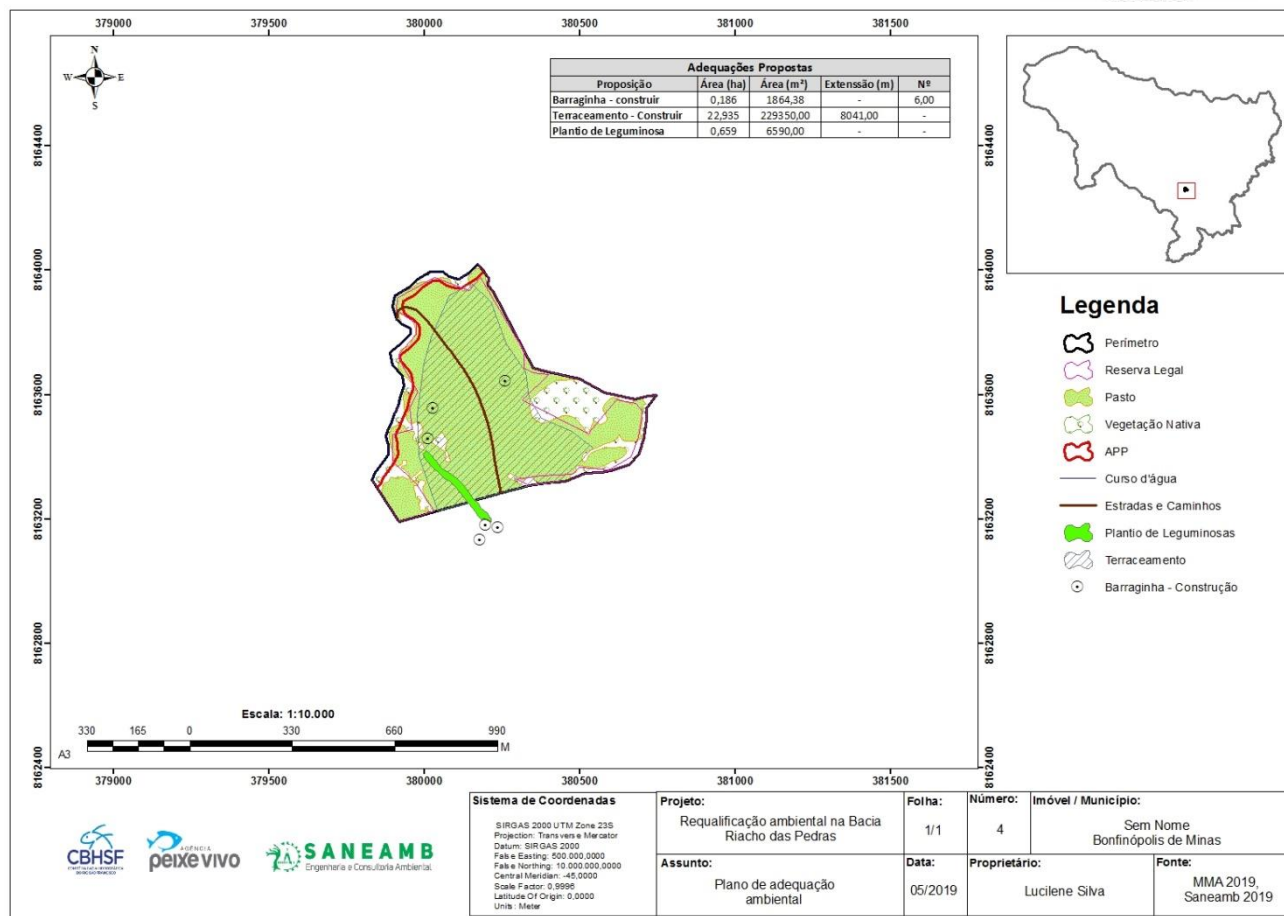 379000 379500 380000 380500 381000 381500
N
W E
S
Adequações Propostas
Proposição Área (ha) Área (m²) Extenssão (m) Nº
Barraginha - construir 0,186 1864,38 - 6,00
Terraceamento - Construir 22,935 229350,00 8041,00 -
Plantio de Leguminosa 0,659 6590,00 - -
8164400 8164400
8164000 8164000
8163600 8163600
8163200 8163200
8162800 8162800
8162400 8162400
Legenda
Perímetro
Reserva Legal
Pasto
Vegetação Nativa
APP
Curso d'água
Estradas e Caminhos
Plantio de Leguminosas
Terraceamento
Barraginha - Construção
Escala: 1:10.000
330 165 0 330 660 990
M
A3
379000 379500 380000 380500 381000 381500
CBHSF
AGÊNCIA
peixe vivo
SANEAMB
Engenharia e Consultoria Ambiental
Sistema de Coordenadas
SIRGAS 2000 UTM Zone 23S
Projection: Transverse Mercator
Datum: SIRGAS 2000
False Easting: 500.000,0000
False Northing: 10.000.000,0000
Central Meridian: -45,0000
Scale Factor: 0,9996
Latitude Of Origin: 0,0000
Units: Meter
Projeto:
Requalificação ambiental na Bacia
Riacho das Pedras
Folha:
1/1
Número:
4
Imóvel / Município:
Sem Nome
Bonfinópolis de Minas
Assunto:
Plano de adequação
ambiental
Data:
05/2019
Proprietário:
Lucilene Silva
Fonte:
MMA 2019,
Saneamb 2019